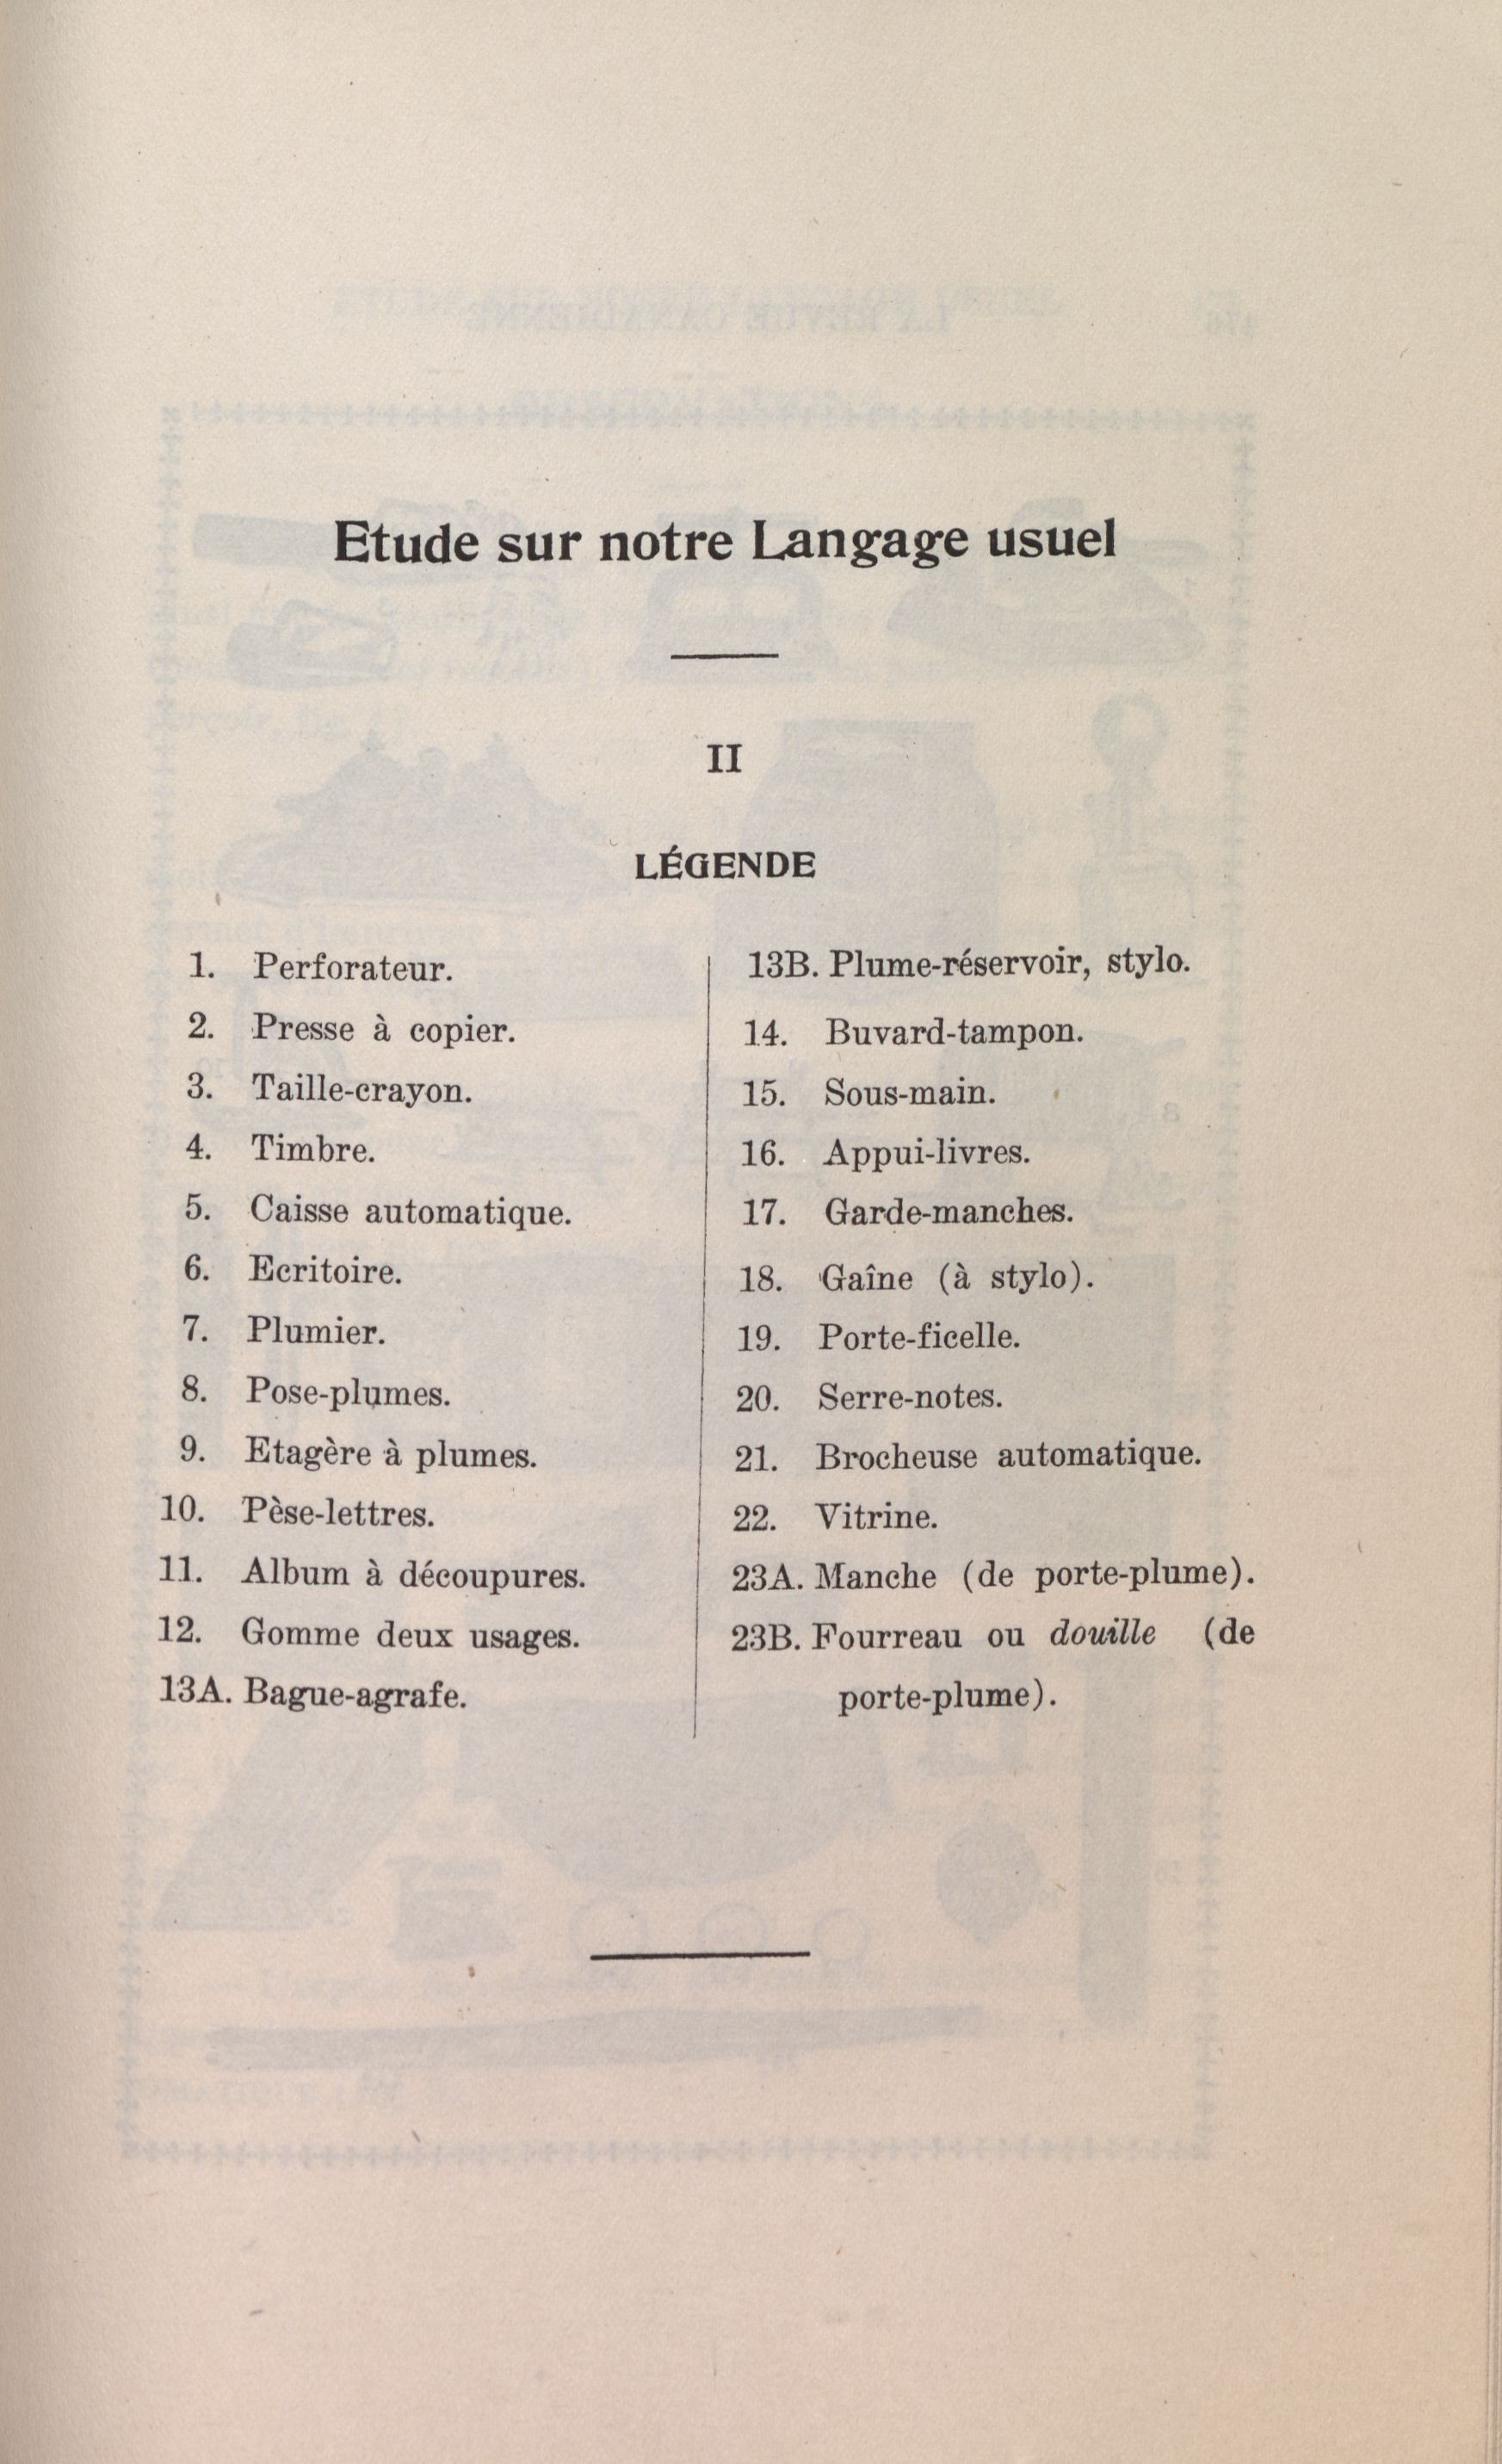 Etude sur notre Langage usuel
II
LÉGENDE
1. Perforateur.
2. Presse à copier.
3. Taille-crayon.
4. Timbre.
5. Caisse automatique.
6. Ecritoire.
7. Plumier.
8. Pose-plumes.
9. Etagère à plumes.
10. Pèse-lettres.
11. Album à découpures.
12. Gomme deux usages.
13A. Bague-agrafe.
13B. Plume-réservoir, stylo.
14. Buvard-tampon.
15. Sous-main.
16. Appui-livres.
17. Garde-manches.
18. Gaîne (à stylo).
19. Porte-ficelle.
20. Serre-notes.
21. Brocheuse automatique.
22. Vitrine.
23A. Manche (de porte-plume).
23B. Fourreau ou douille (de
porte-plume).